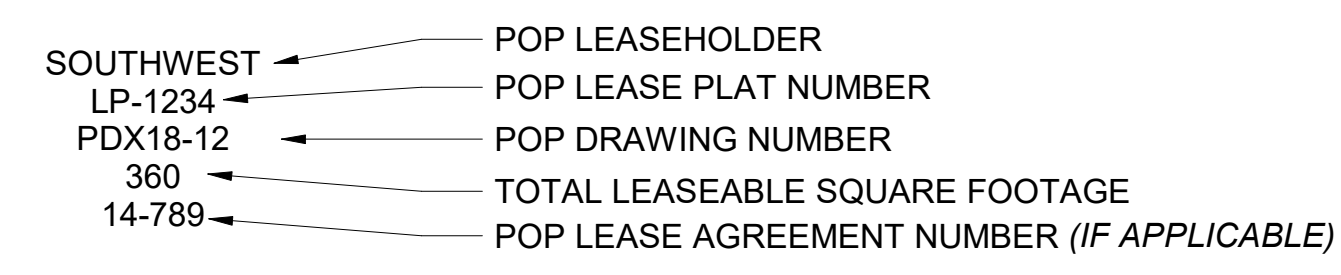 SOUTHWEST
LP-1234
PDX18-12
360
14-789
POP LEASEHOLDER
POP LEASE PLAT NUMBER
POP DRAWING NUMBER
TOTAL LEASEABLE SQUARE FOOTAGE
POP LEASE AGREEMENT NUMBER (IF APPLICABLE)